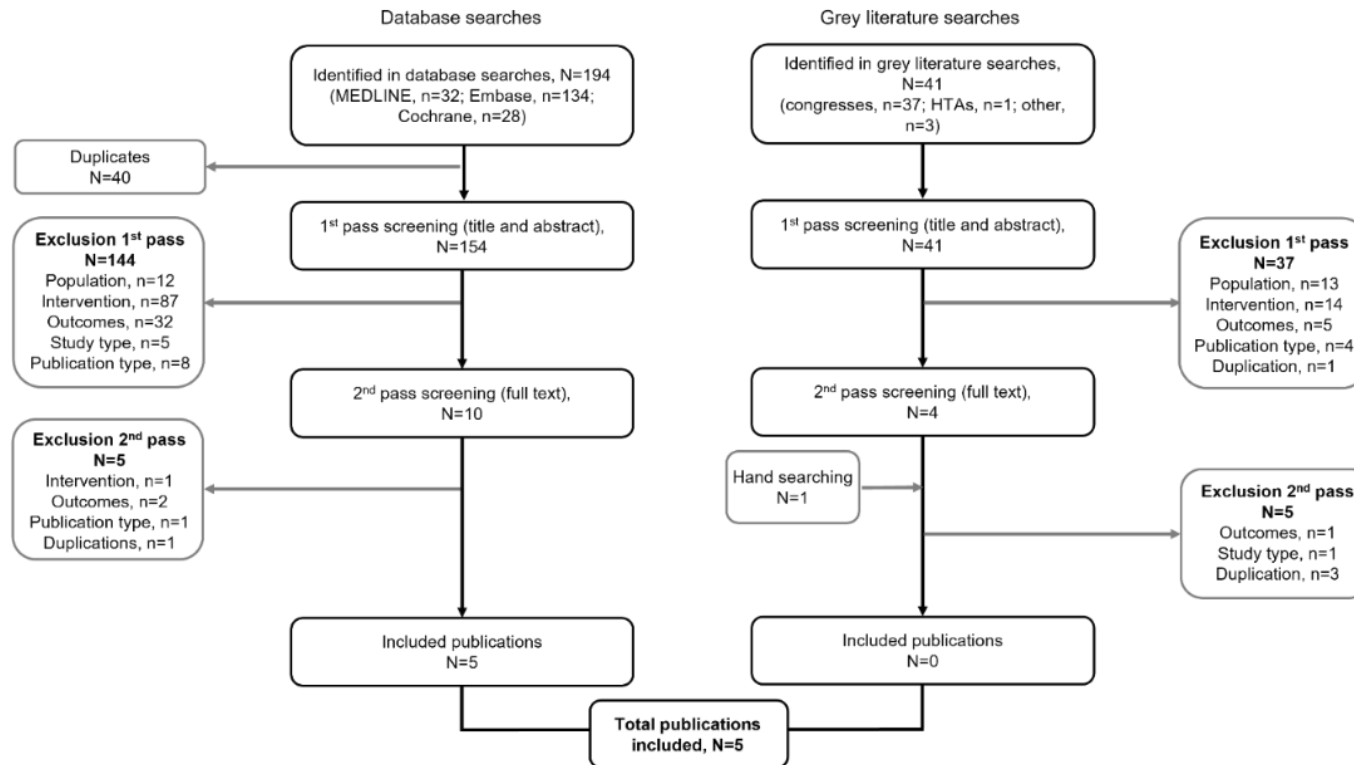 Database searches
Identified in database searches, N=194
(MEDLINE, n=32; Embase, n=134;
Cochrane, n=28)
Duplicates
N=40
1st pass screening (title and abstract),
N=154
Exclusion 1st pass
N=144
Population, n=12
Intervention, n=87
Outcomes, n=32
Study type, n=5
Publication type, n=8
2nd pass screening (full text),
N=10
Exclusion 2nd pass
N=5
Intervention, n=1
Outcomes, n=2
Publication type, n=1
Duplications, n=1
Included publications
N=5
Grey literature searches
Identified in grey literature searches,
N=41
(congresses, n=37; HTAs, n=1; other,
n=3)
1st pass screening (title and abstract),
N=41
Exclusion 1st pass
N=37
Population, n=13
Intervention, n=14
Outcomes, n=5
Publication type, n=4
Duplication, n=1
2nd pass screening (full text),
N=4
Hand searching
N=1
Exclusion 2nd pass
N=5
Outcomes, n=1
Study type, n=1
Duplication, n=3
Included publications
N=0
Total publications
included, N=5